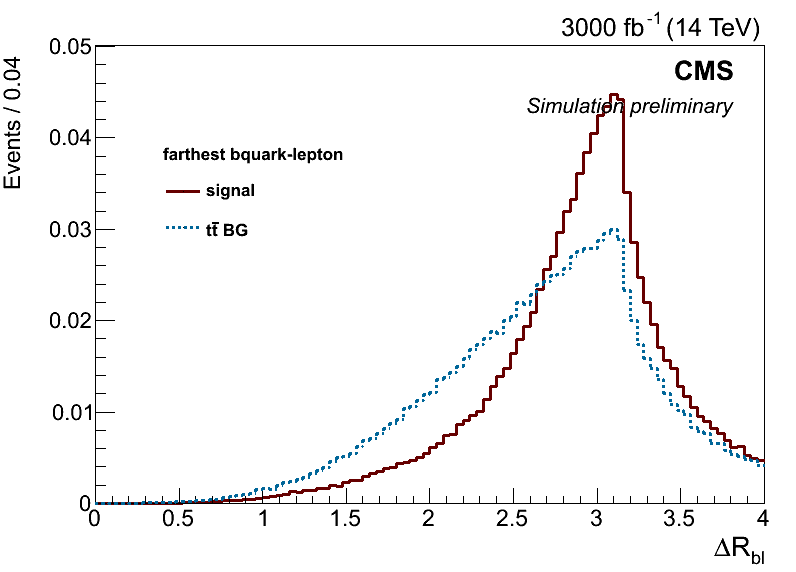 3000 fb⁻¹ (14 TeV)
CMS
Simulation preliminary
Events / 0.04
0.05
0.04
0.03
0.02
0.01
0
farthest bquark-lepton
signal
tt̄ BG
0 0.5 1 1.5 2 2.5 3 3.5 4
ΔR_bl